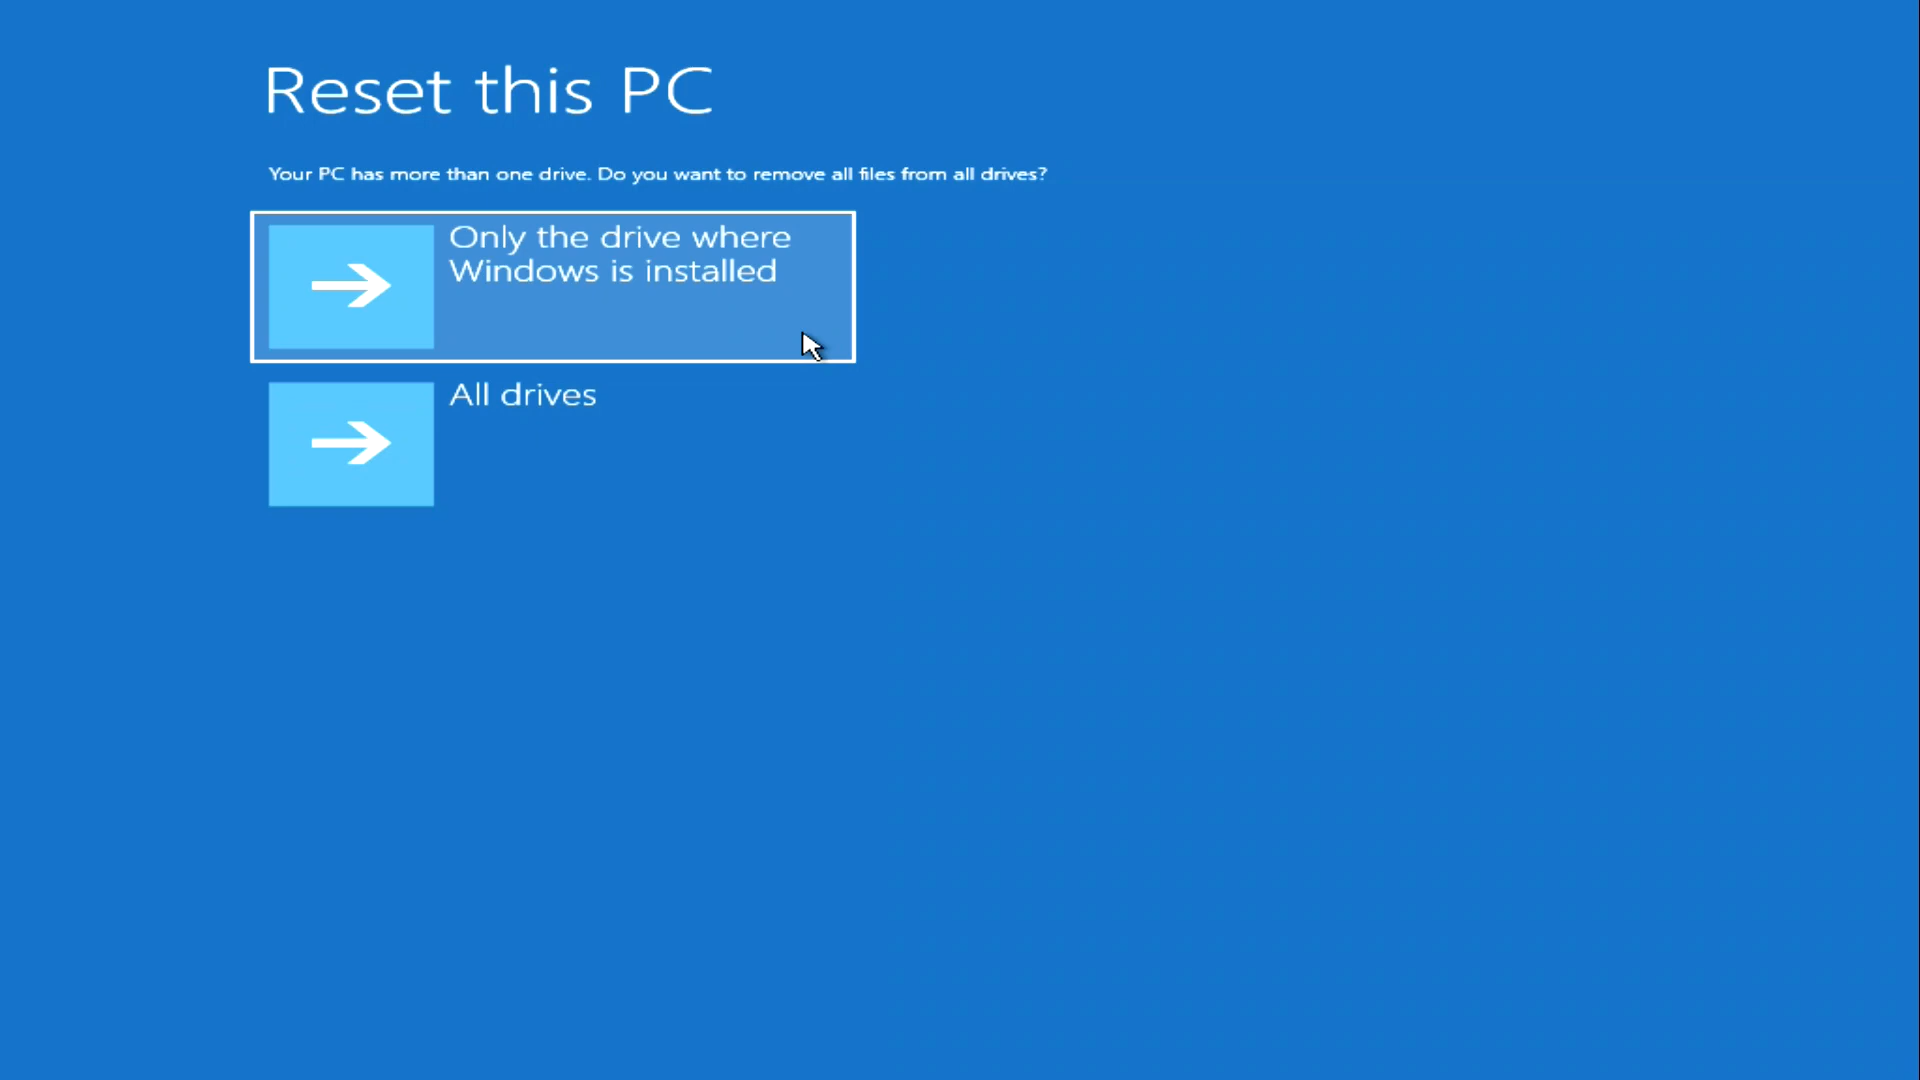 Reset this PC
Your PC has more than one drive. Do you want to remove all files from all drives?
Only the drive where
Windows is installed
All drives